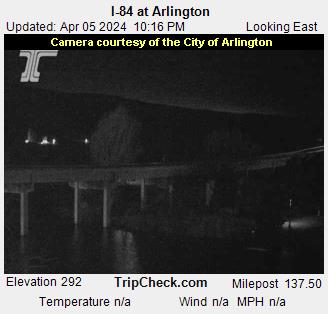 I-84 at Arlington
Updated: Apr 05 2024 10:16 PM Looking East
Camera courtesy of the City of Arlington
Elevation 292 TripCheck.com Milepost 137.50
Temperature n/a Wind n/a MPH n/a